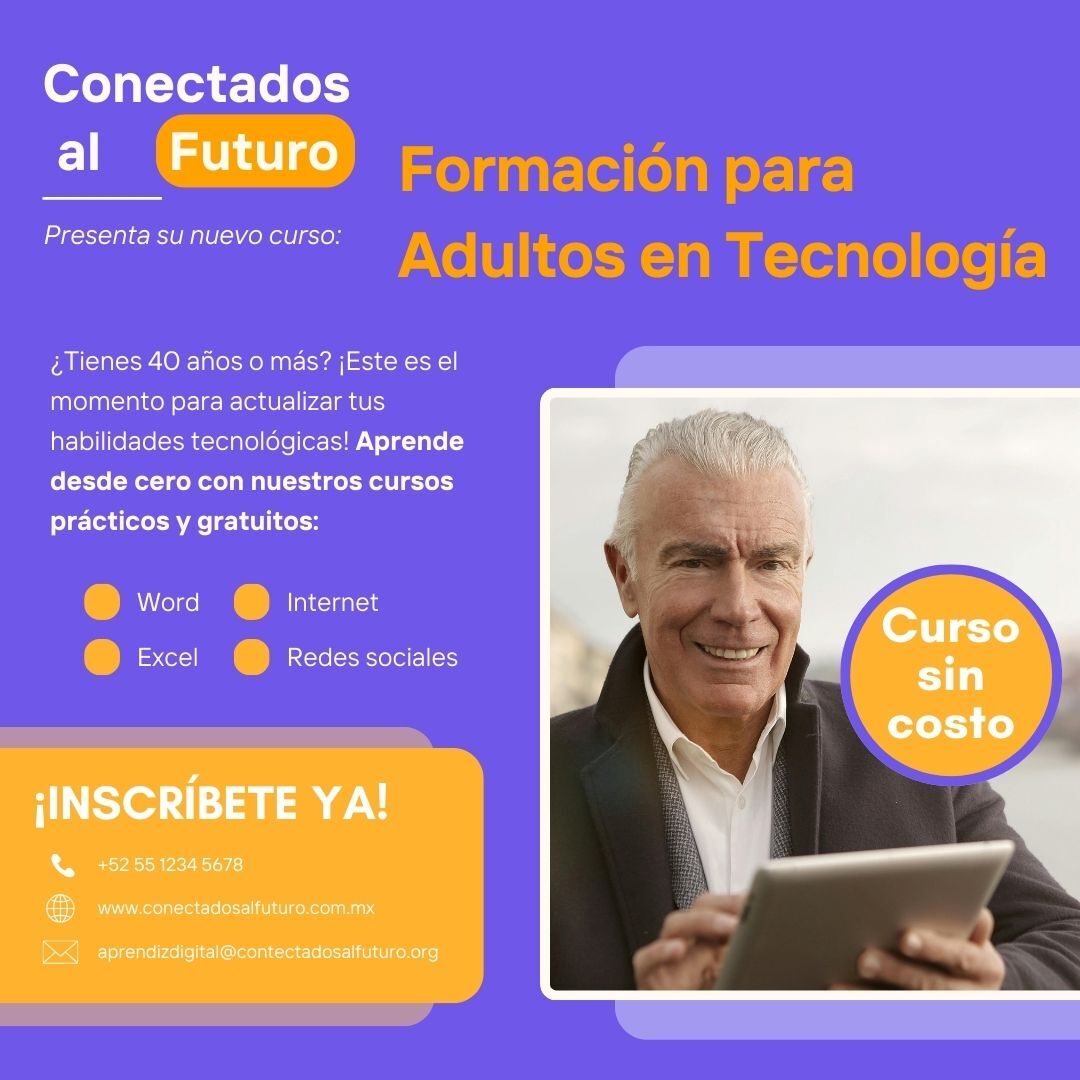 Conectados
al Futuro
Presenta su nuevo curso:
Formación para
Adultos en Tecnología
¿Tienes 40 años o más? ¡Este es el
momento para actualizar tus
habilidades tecnológicas! Aprende
desde cero con nuestros cursos
prácticos y gratuitos:
Word
Internet
Excel
Redes sociales
Curso
sin
costo
¡INSCRÍBETE YA!
+52 55 1234 5678
www.conectadosalfuturo.com.mx
aprendizdigital@contectadosalfuturo.org